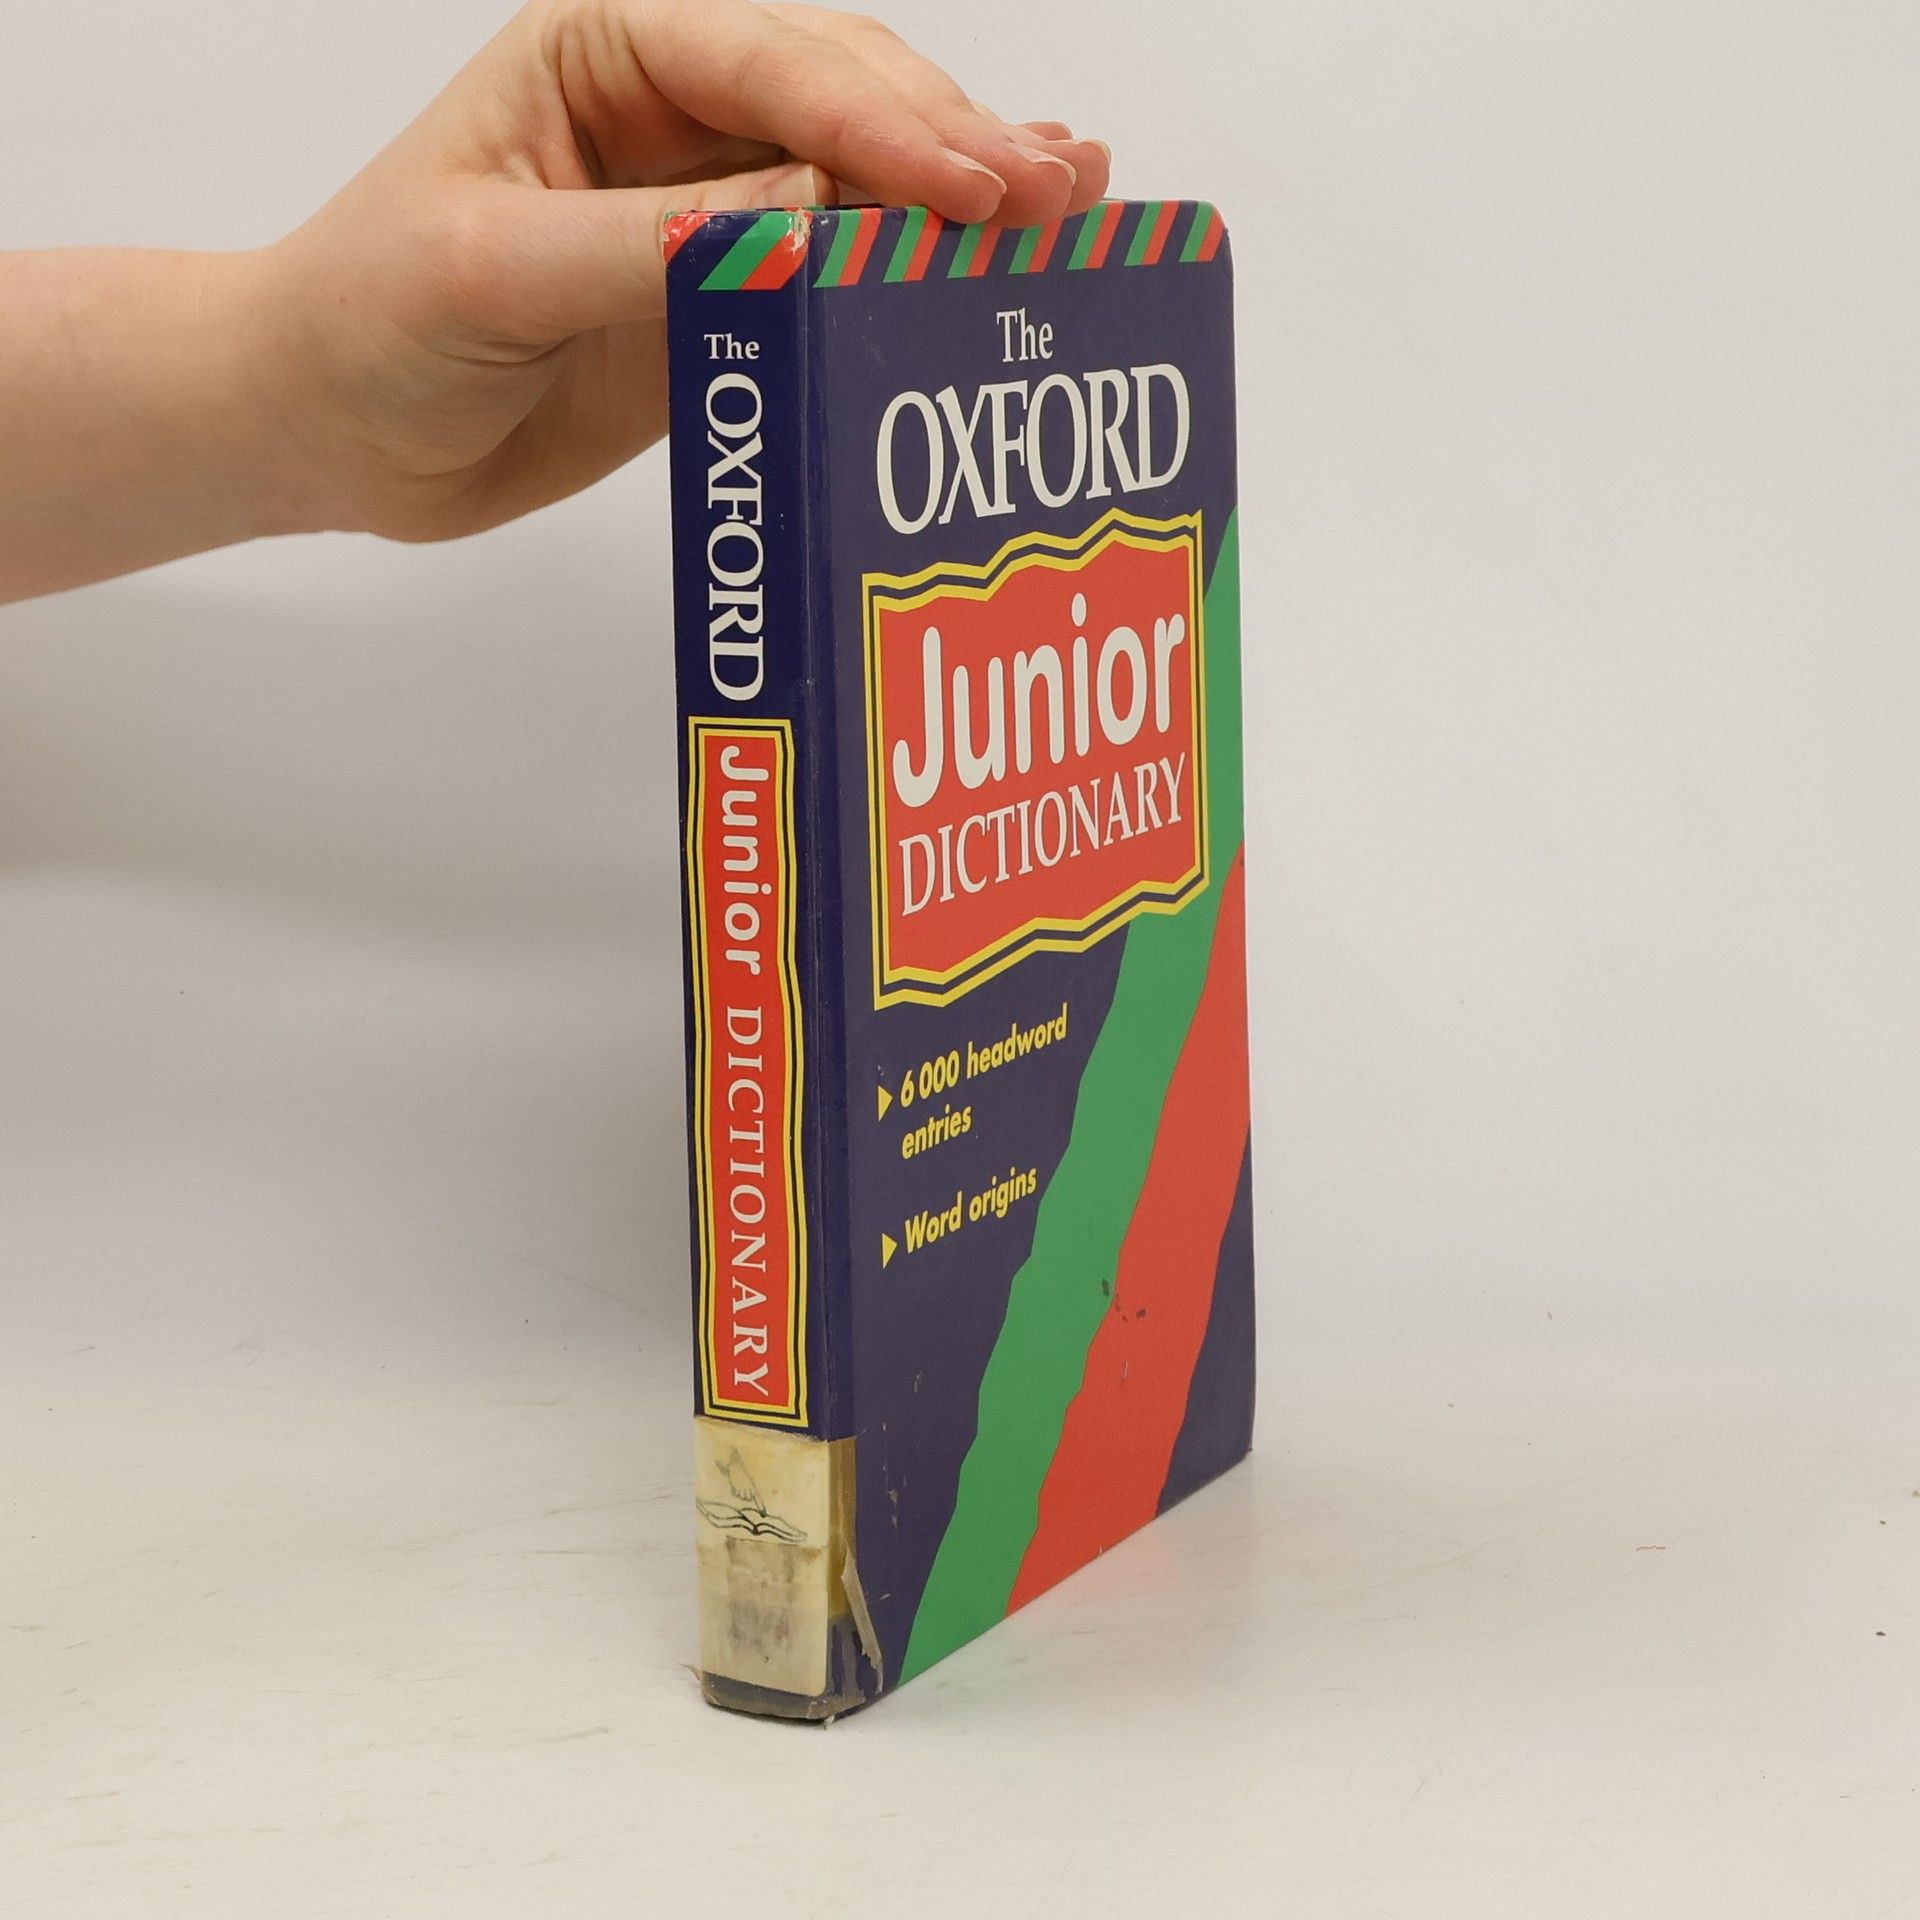 The
OXFORD
Junior DICTIONARY
The
OXFORD
Junior
DICTIONARY
6 000 headword
entries
Word origins